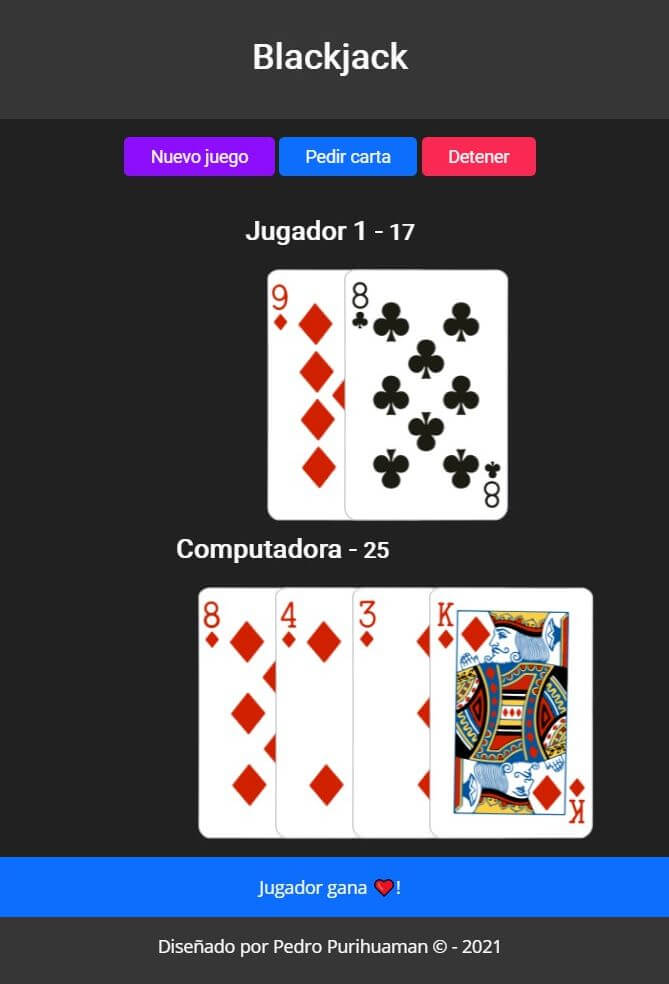 Blackjack
Nuevo juego Pedir carta Detener
Jugador 1 - 17
9 8
8
Computadora - 25
8 4 3 K
K
Jugador gana ❤️!
Diseñado por Pedro Purihuaman © - 2021